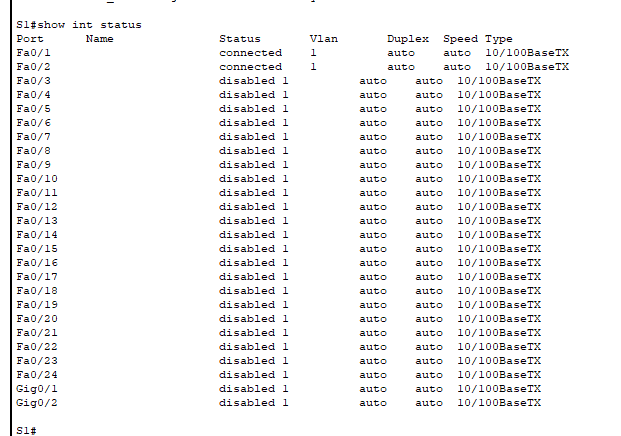 S1#show int status
Port Name Status Vlan Duplex Speed Type
Fa0/1 connected 1 auto auto 10/100BaseTX
Fa0/2 connected 1 auto auto 10/100BaseTX
Fa0/3 disabled 1 auto auto 10/100BaseTX
Fa0/4 disabled 1 auto auto 10/100BaseTX
Fa0/5 disabled 1 auto auto 10/100BaseTX
Fa0/6 disabled 1 auto auto 10/100BaseTX
Fa0/7 disabled 1 auto auto 10/100BaseTX
Fa0/8 disabled 1 auto auto 10/100BaseTX
Fa0/9 disabled 1 auto auto 10/100BaseTX
Fa0/10 disabled 1 auto auto 10/100BaseTX
Fa0/11 disabled 1 auto auto 10/100BaseTX
Fa0/12 disabled 1 auto auto 10/100BaseTX
Fa0/13 disabled 1 auto auto 10/100BaseTX
Fa0/14 disabled 1 auto auto 10/100BaseTX
Fa0/15 disabled 1 auto auto 10/100BaseTX
Fa0/16 disabled 1 auto auto 10/100BaseTX
Fa0/17 disabled 1 auto auto 10/100BaseTX
Fa0/18 disabled 1 auto auto 10/100BaseTX
Fa0/19 disabled 1 auto auto 10/100BaseTX
Fa0/20 disabled 1 auto auto 10/100BaseTX
Fa0/21 disabled 1 auto auto 10/100BaseTX
Fa0/22 disabled 1 auto auto 10/100BaseTX
Fa0/23 disabled 1 auto auto 10/100BaseTX
Fa0/24 disabled 1 auto auto 10/100BaseTX
Gig0/1 disabled 1 auto auto 10/100BaseTX
Gig0/2 disabled 1 auto auto 10/100BaseTX
S1#